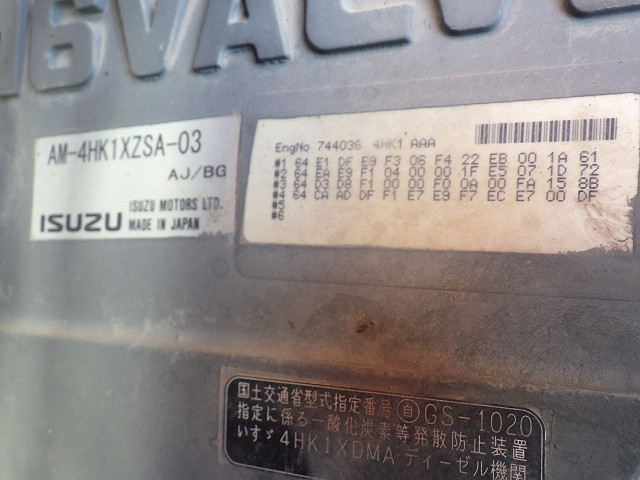 16VALVE
AM-4HK1XZSA-03
AJ/BG
ISUZU
ISUZU MOTORS LTD.
MADE IN JAPAN
EngNo 744036 4HK1 AAA
#1 64 E1 DF E9 F3 06 F4 22 EB 00 1A 61
#2 64 EA E9 F1 04 00 00 1F E5 07 1D 72
#3 64 D3 D8 F1 00 00 F0 0A 00 FA 15 8B
#4 64 CA AD DF F1 E7 E9 F7 EC E7 00 DF
#5
#6
国土交通省型式指定番号 自 GS-1020
指定に係る一酸化炭素等発散防止装置
いすゞ4HK1XDMA ディーゼル機関